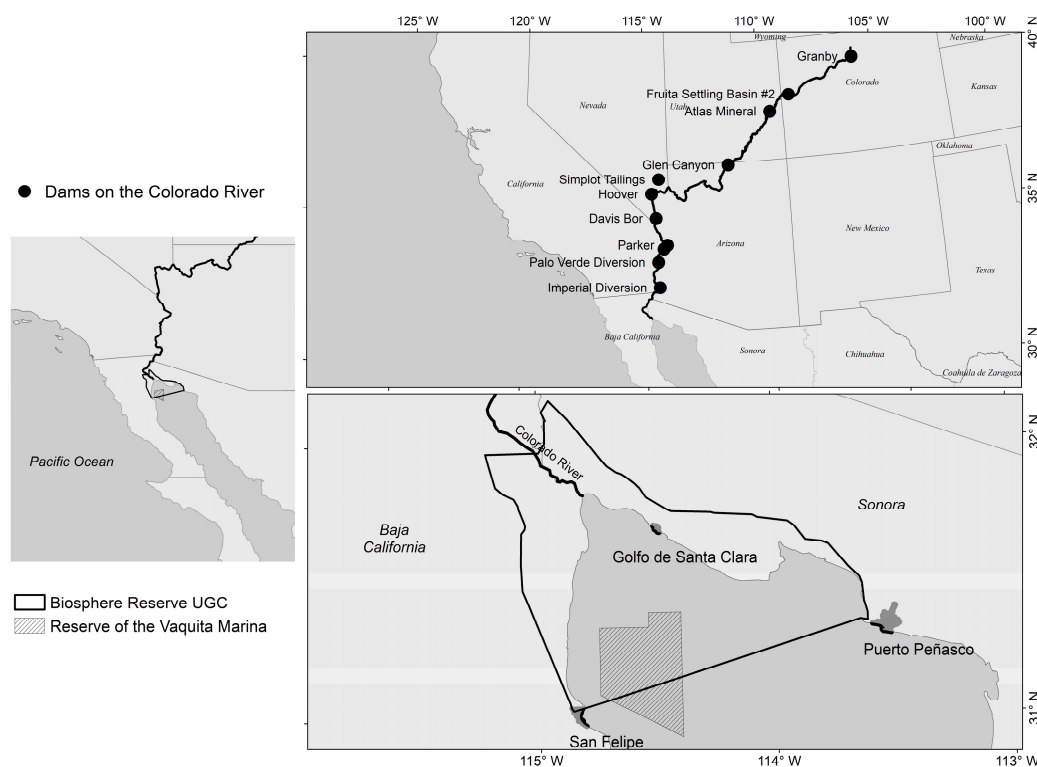 125° W 120° W 115° W 110° W 105° W 100° W
40° N
Wyoming
Nebraska
Granby
Colorado
Kansas
Fruita Settling Basin #2
Nevada
Utah
Atlas Mineral
Oklahoma
Glen Canyon
Simplot Tailings
California
35° N
Dams on the Colorado River
Hoover
Davis Bor
New Mexico
Parker
Arizona
Palo Verde Diversion
Texas
Imperial Diversion
Baja California
Sonora
Chihuahua
30° N
Coahuila de Zaragoza
Pacific Ocean
32° N
Colorado River
Sonora
Baja
California
Golfo de Santa Clara
Biosphere Reserve UGC
Reserve of the Vaquita Marina
Puerto Peñasco
31° N
San Felipe
115° W 114° W 113° W